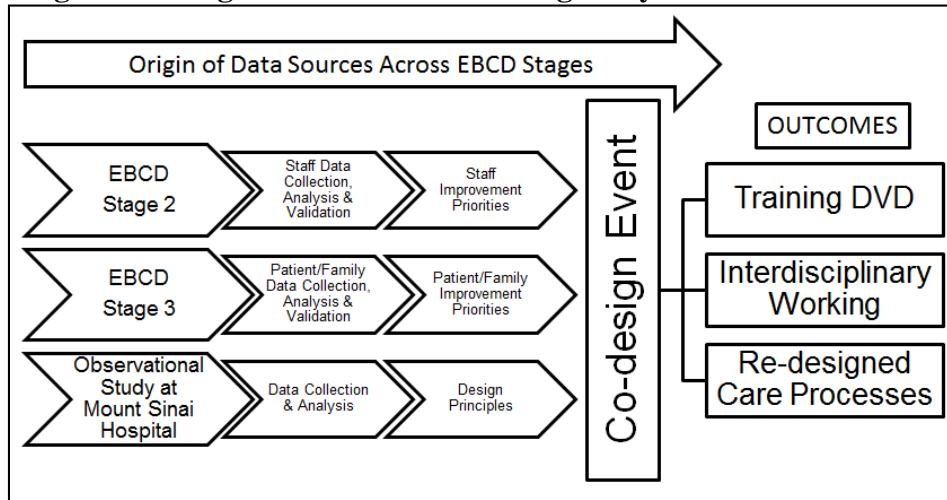 Origin of Data Sources Across EBCD Stages
EBCD
Stage 2
Staff Data
Collection,
Analysis &
Validation
Staff
Improvement
Priorities
EBCD
Stage 3
Patient/Family
Data Collection,
Analysis &
Validation
Patient/Family
Improvement
Priorities
Observational
Study at
Mount Sinai
Hospital
Data Collection
& Analysis
Design
Principles
Co-design Event
OUTCOMES
Training DVD
Interdisciplinary
Working
Re-designed
Care Processes